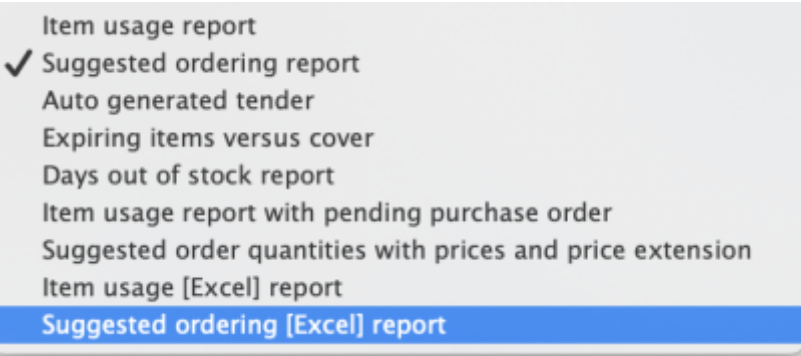 Item usage report
Suggested ordering report
Auto generated tender
Expiring items versus cover
Days out of stock report
Item usage report with pending purchase order
Suggested order quantities with prices and price extension
Item usage [Excel] report
Suggested ordering [Excel] report